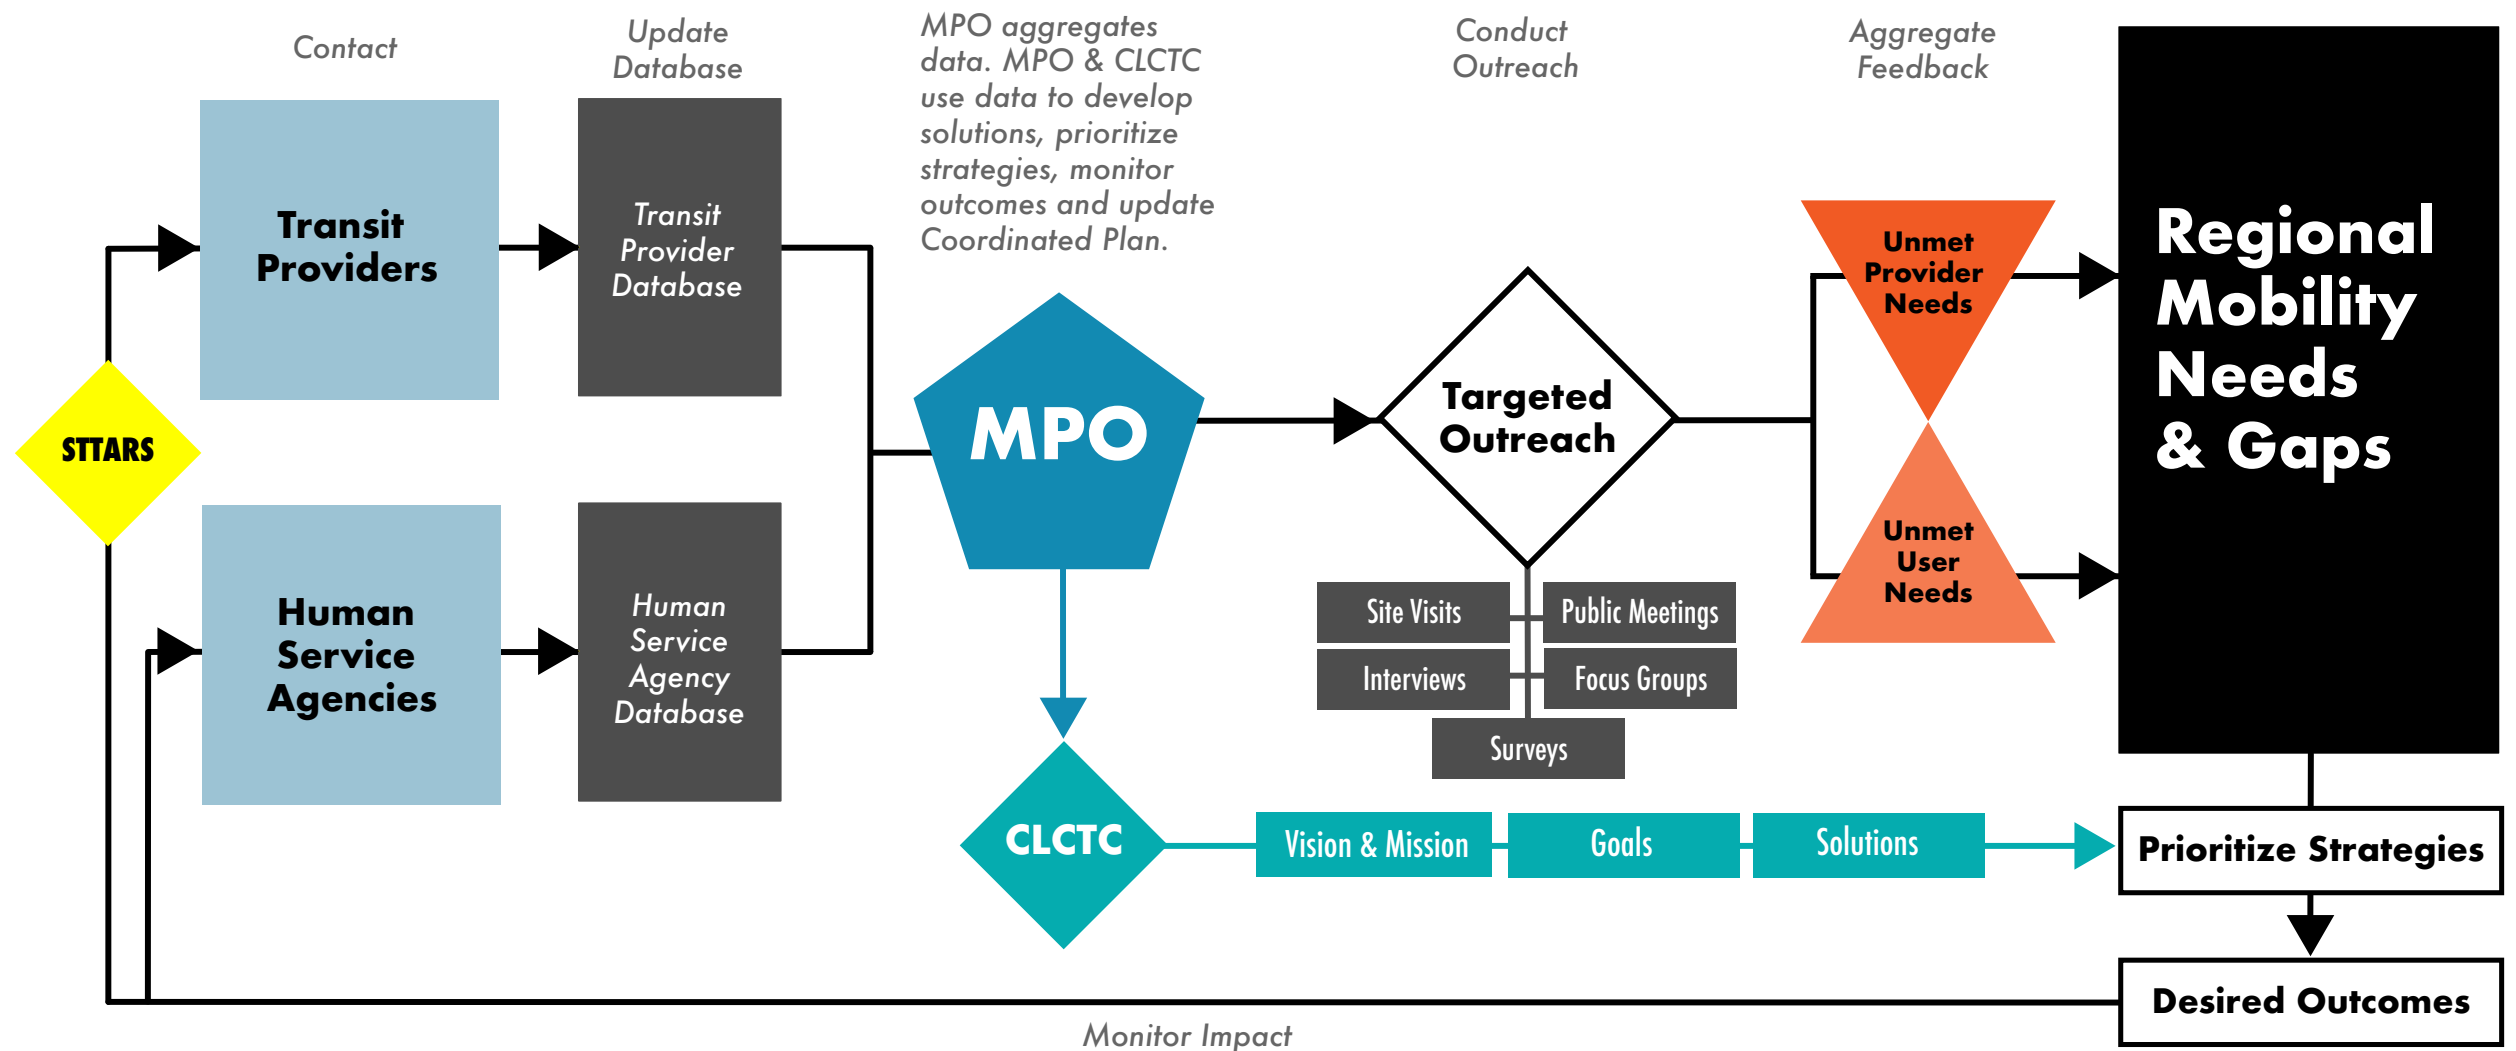 Contact
Update
Database
MPO aggregates
data. MPO & CLCTC
use data to develop
solutions, prioritize
strategies, monitor
outcomes and update
Coordinated Plan.
Conduct
Outreach
Aggregate
Feedback
Transit
Providers
Transit
Provider
Database
STTARS
Human
Service
Agencies
Human
Service
Agency
Database
MPO
Targeted
Outreach
Site Visits
Public Meetings
Interviews
Focus Groups
Surveys
Unmet
Provider
Needs
Unmet
User
Needs
Regional
Mobility
Needs
& Gaps
CLCTC
Vision & Mission
Goals
Solutions
Prioritize Strategies
Desired Outcomes
Monitor Impact